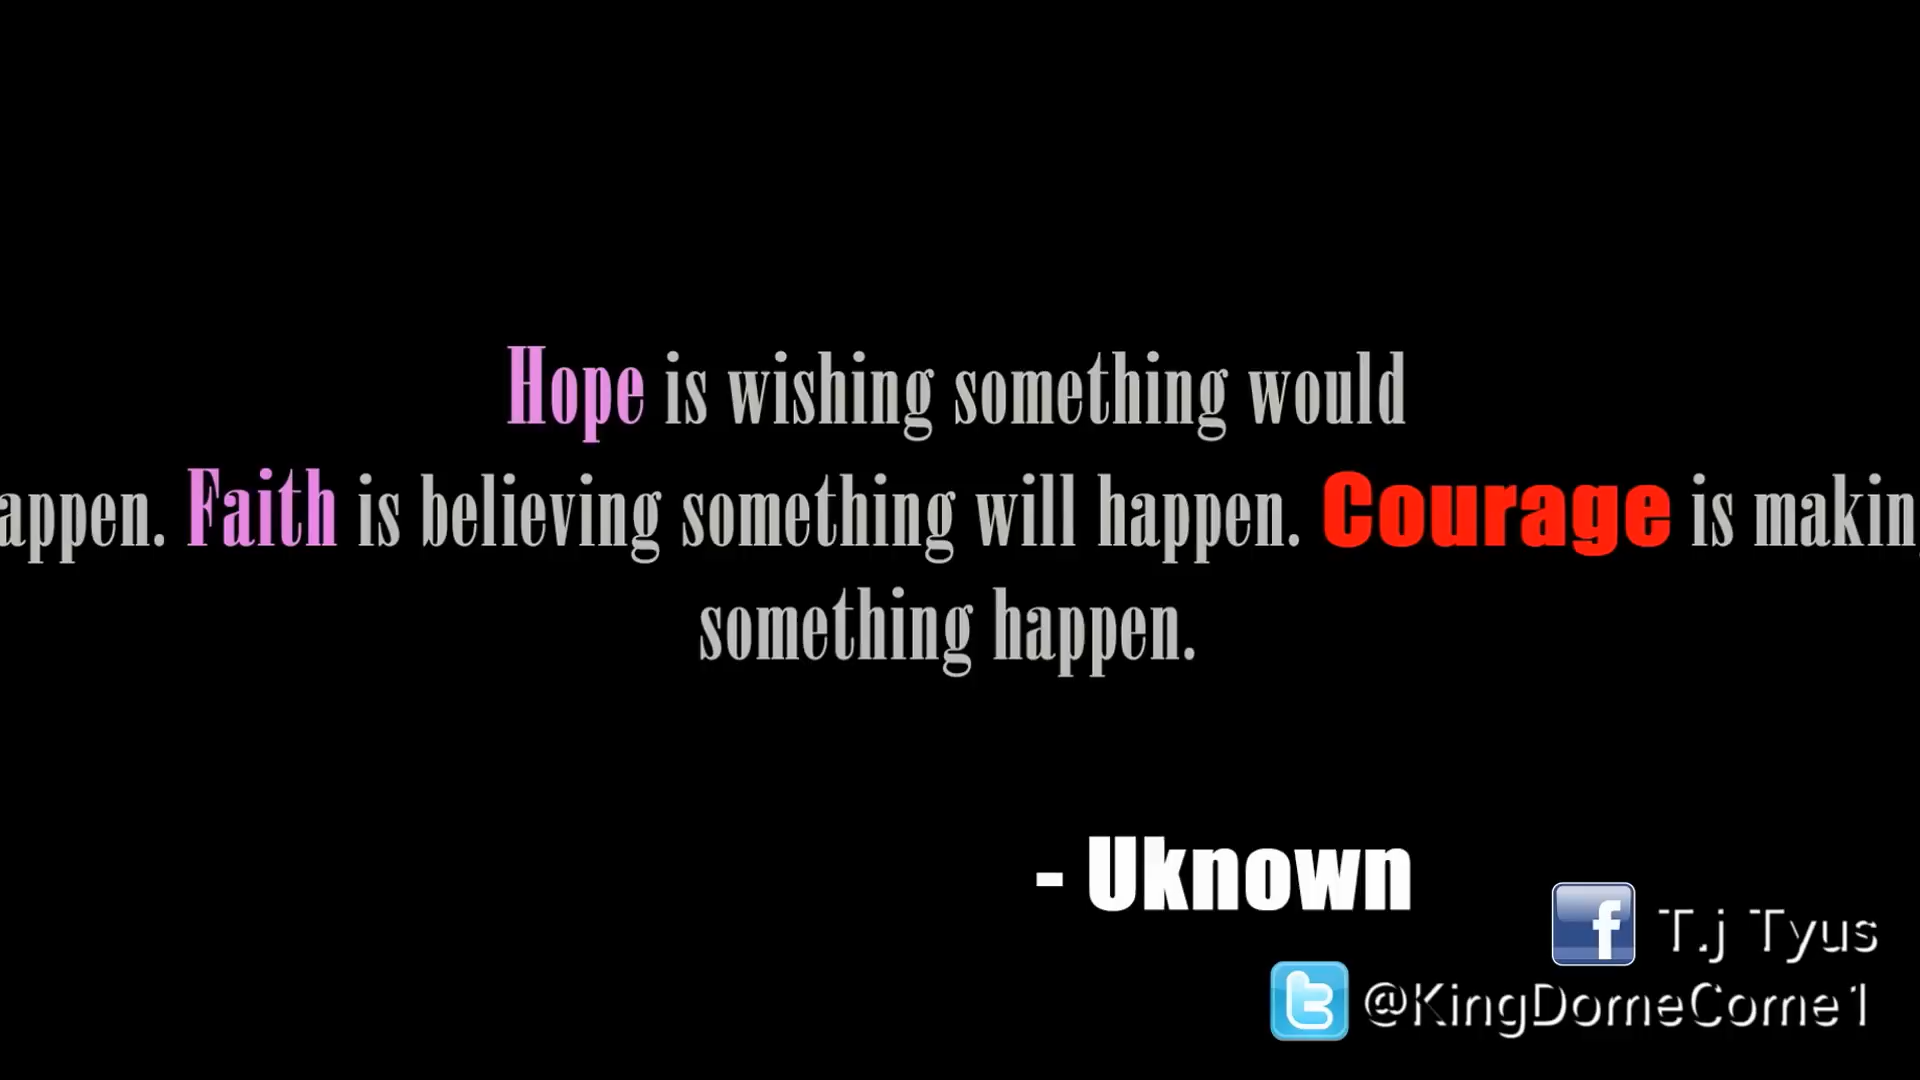 Hope is wishing something would
appen. Faith is believing something will happen. Courage is makin
something happen.
- Uknown
T.j Tyus
@KingDomeCome1